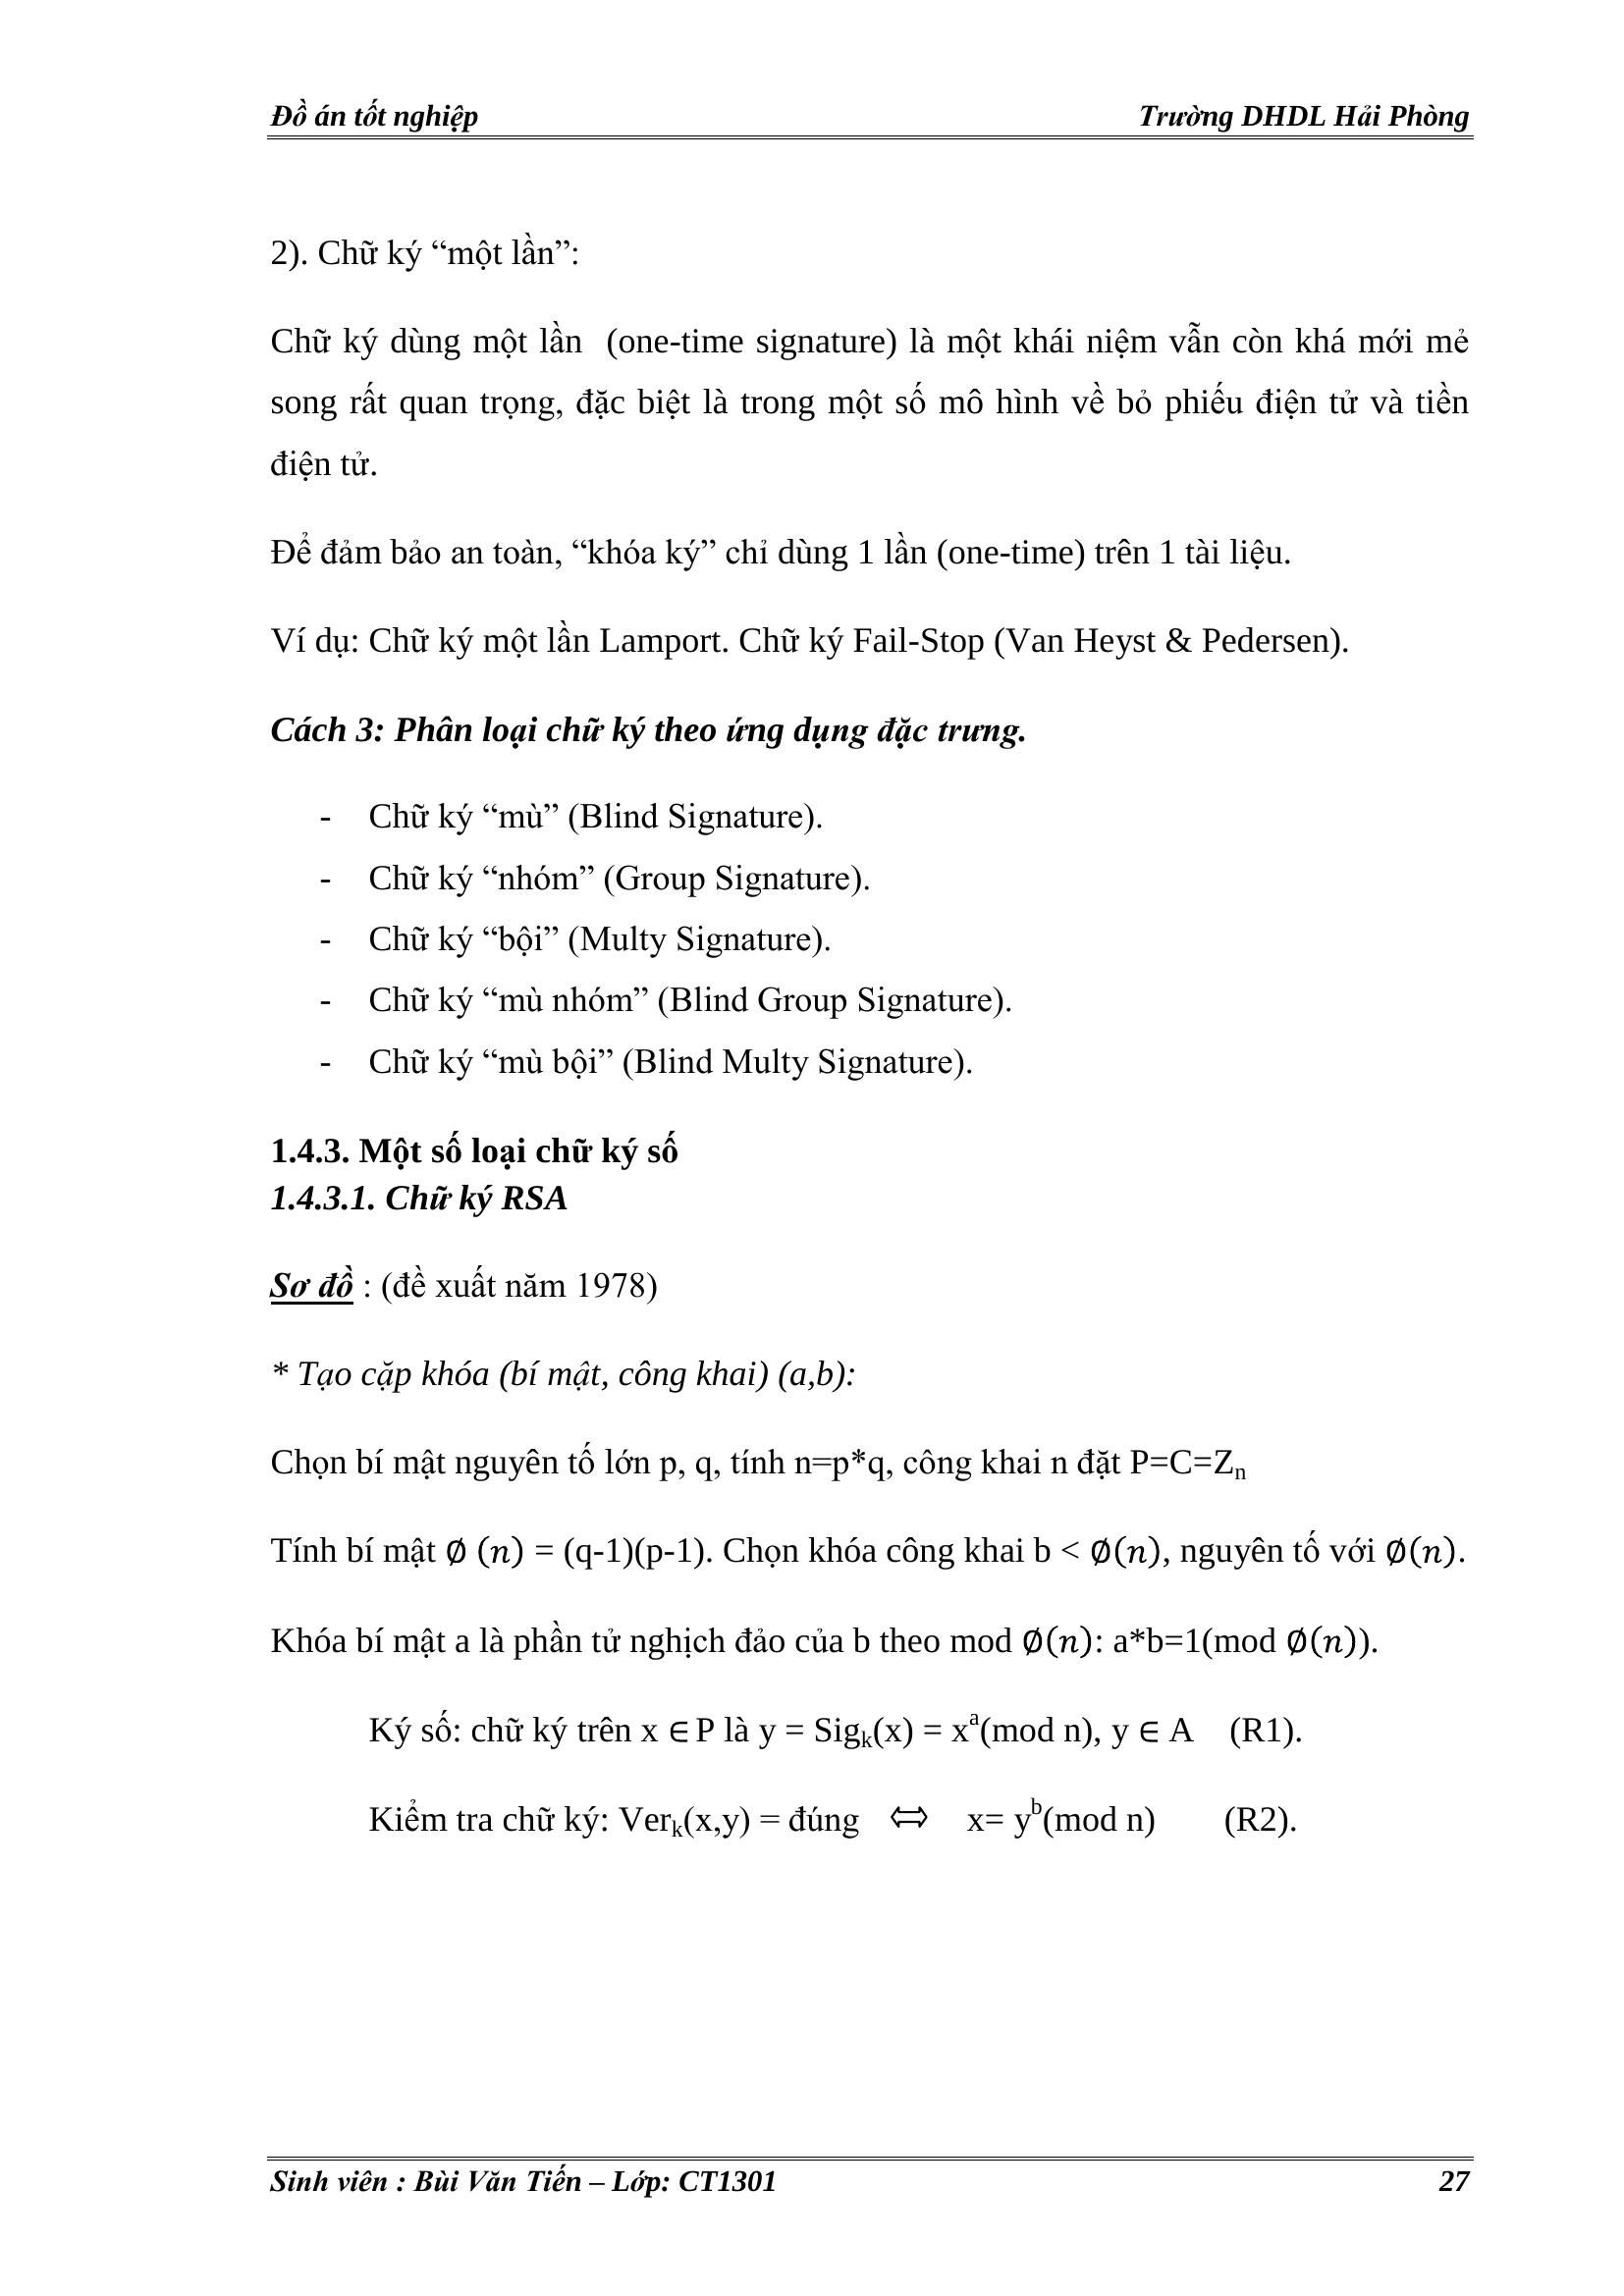 Đồ án tốt nghiệp Trường DHDL Hải Phòng
2). Chữ ký “một lần”:
Chữ ký dùng một lần (one-time signature) là một khái niệm vẫn còn khá mới mẻ
song rất quan trọng, đặc biệt là trong một số mô hình về bỏ phiếu điện tử và tiền
điện tử.
Để đảm bảo an toàn, “khóa ký” chỉ dùng 1 lần (one-time) trên 1 tài liệu.
Ví dụ: Chữ ký một lần Lamport. Chữ ký Fail-Stop (Van Heyst & Pedersen).
Cách 3: Phân loại chữ ký theo ứng dụng đặc trưng.
- Chữ ký “mù” (Blind Signature).
- Chữ ký “nhóm” (Group Signature).
- Chữ ký “bội” (Multy Signature).
- Chữ ký “mù nhóm” (Blind Group Signature).
- Chữ ký “mù bội” (Blind Multy Signature).
1.4.3. Một số loại chữ ký số
1.4.3.1. Chữ ký RSA
Sơ đồ : (đề xuất năm 1978)
* Tạo cặp khóa (bí mật, công khai) (a,b):
Chọn bí mật nguyên tố lớn p, q, tính n=p*q, công khai n đặt P=C=Zn
Tính bí mật ∅ (n) = (q-1)(p-1). Chọn khóa công khai b < ∅(n), nguyên tố với ∅(n).
Khóa bí mật a là phần tử nghịch đảo của b theo mod ∅(n): a*b=1(mod ∅(n)).
Ký số: chữ ký trên x ∈ P là y = Sigk(x) = x^a(mod n), y ∈ A (R1).
Kiểm tra chữ ký: Verk(x,y) = đúng ⇔ x= y^b(mod n) (R2).
Sinh viên : Bùi Văn Tiến – Lớp: CT1301 27